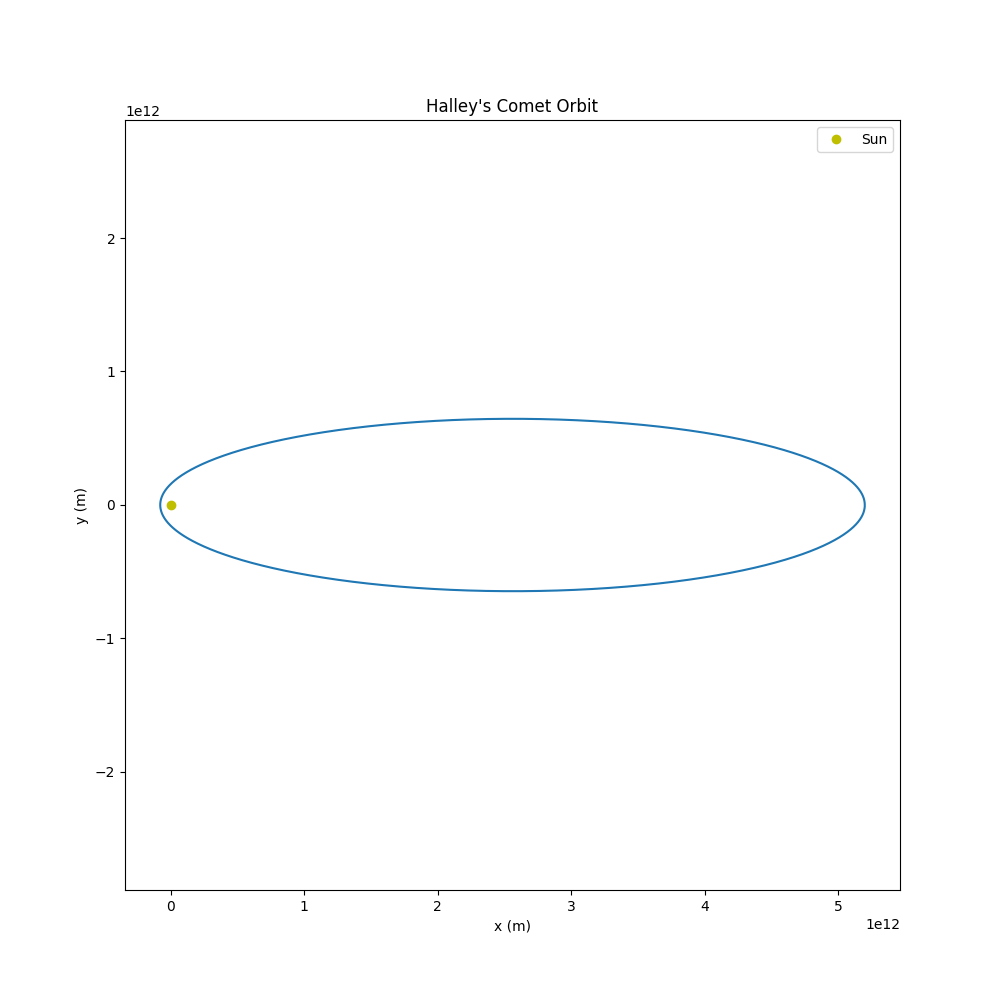 Halley's Comet Orbit
1e12
Sun
2
1
0
−1
−2
y (m)
0 1 2 3 4 5
1e12
x (m)